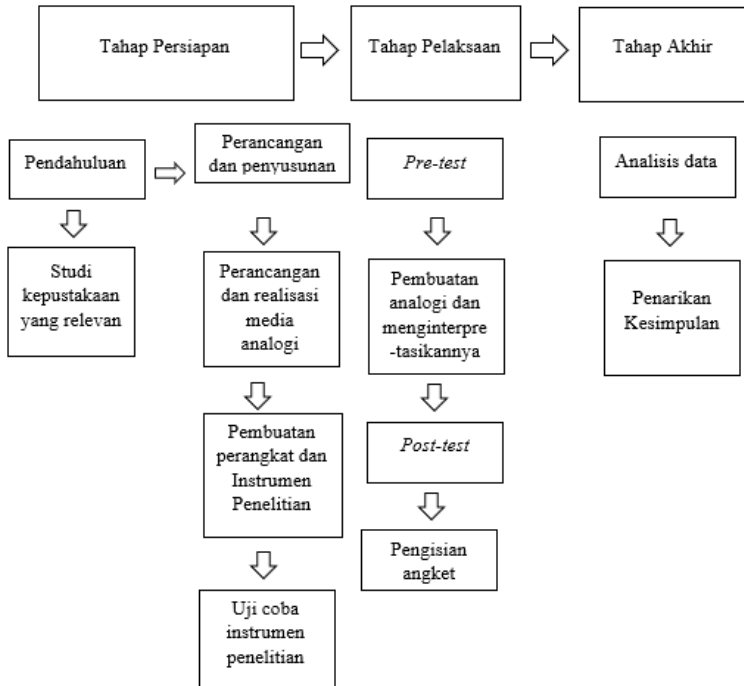 Tahap Persiapan
Tahap Pelaksaan
Tahap Akhir
Pendahuluan
Perancangan
dan penyusunan
Pre-test
Analisis data
Studi
kepustakaan
yang relevan
Perancangan
dan realisasi
media
analogi
Pembuatan
analogi dan
menginterpre
-tasikannya
Penarikan
Kesimpulan
Pembuatan
perangkat dan
Instrumen
Penelitian
Post-test
Pengisian
angket
Uji coba
instrumen
penelitian